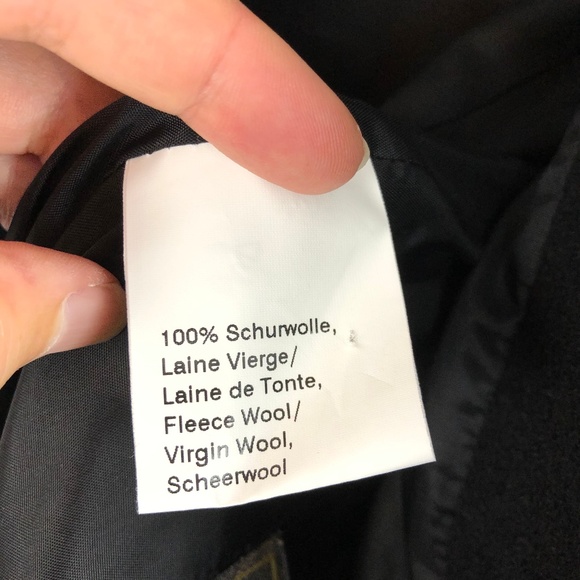 100% Schurwolle,
Laine Vierge/
Laine de Tonte,
Fleece Wool/
Virgin Wool,
Scheerwool